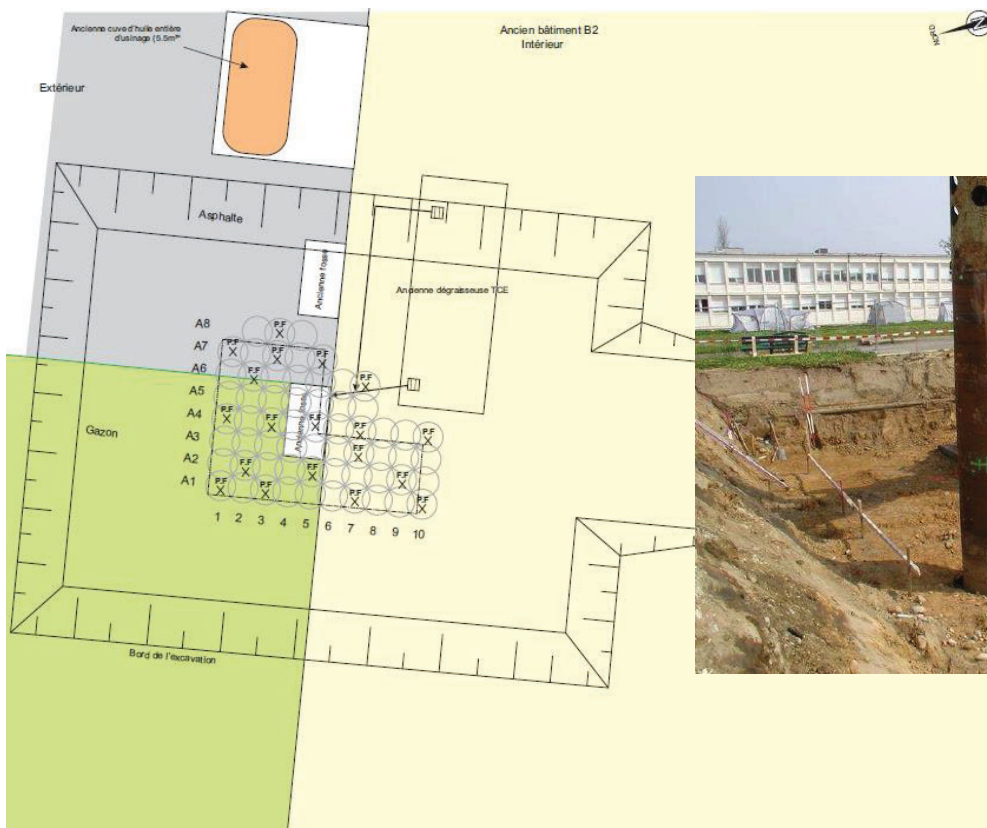 Ancienne cuve d'huile entière
d'usinage (5.5m³
Ancien bâtiment B2
Intérieur
NORD
N
Extérieur
Asphalte
Ancienne fosse
Ancienne dégraisseuse TCE
A8
P.F
A7
P.F
P.F
P.F
A6
P.F
A5
P.F
A4
P.F
P.F
P.F
P.F
P.F
Gazon
Ancienne fosse
A3
P.F
A2
P.F
P.F
P.F
A1
P.F
P.F
P.F
P.F
1 2 3 4 5 6 7 8 9 10
Bord de l'excavation